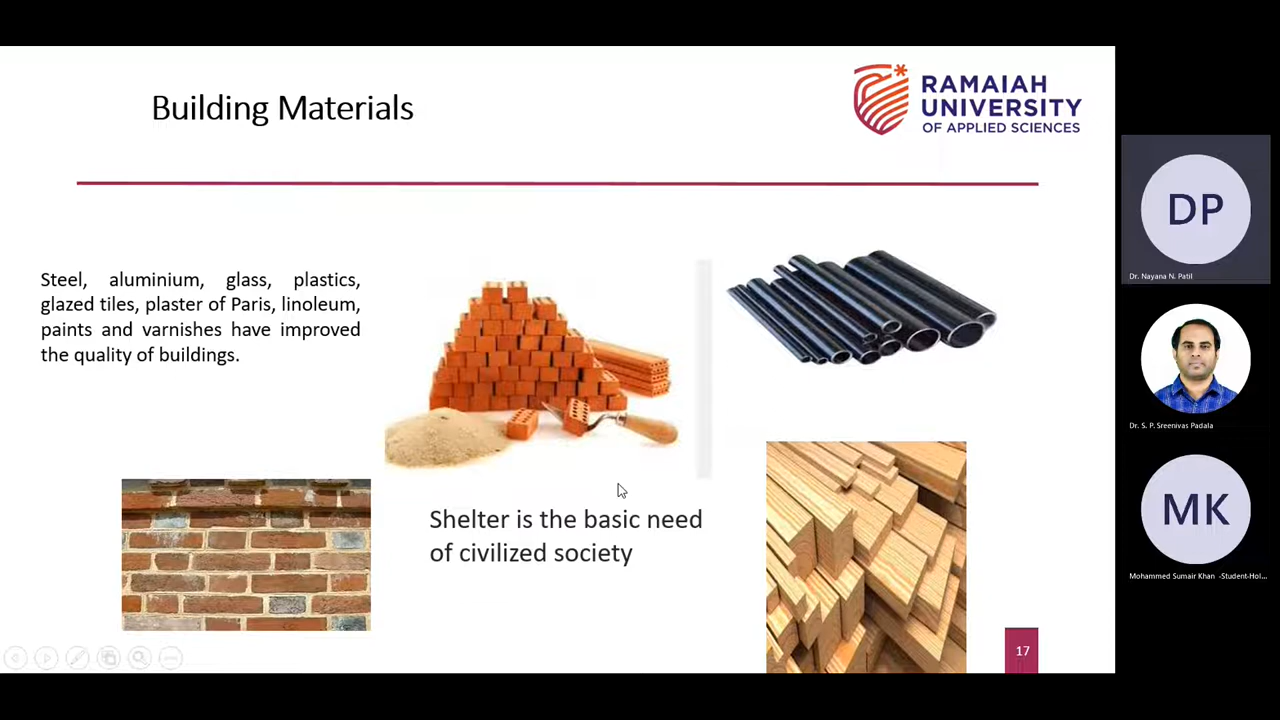 Building Materials
RAMAIAH
UNIVERSITY
OF APPLIED SCIENCES
Steel, aluminium, glass, plastics,
glazed tiles, plaster of Paris, linoleum,
paints and varnishes have improved
the quality of buildings.
Shelter is the basic need
of civilized society
17
DP
Dr. Nayana N. Patil
Dr. S. P. Sreenivas Padala
MK
Mohammed Sumair Khan -Student-Hol...